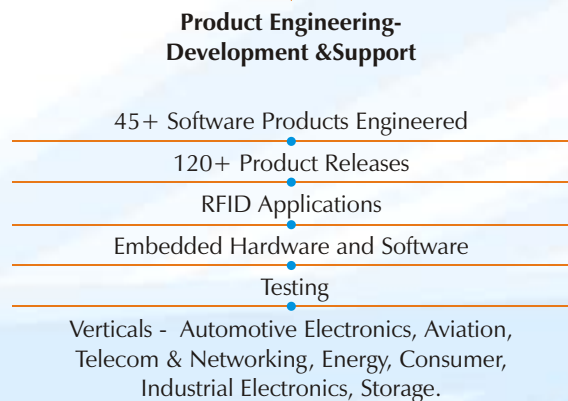 Product Engineering-
Development &Support
45+ Software Products Engineered
120+ Product Releases
RFID Applications
Embedded Hardware and Software
Testing
Verticals - Automotive Electronics, Aviation,
Telecom & Networking, Energy, Consumer,
Industrial Electronics, Storage.